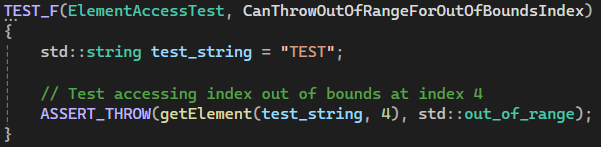 TEST_F(ElementAccessTest, CanThrowOutOfRangeForOutOfBoundsIndex)
{
    std::string test_string = "TEST";
    // Test accessing index out of bounds at index 4
    ASSERT_THROW(getElement(test_string, 4), std::out_of_range);
}